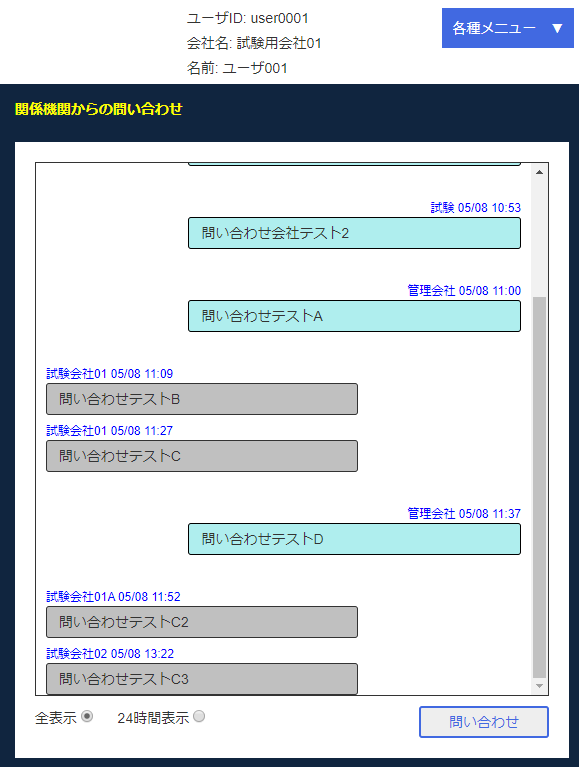 ユーザID: user0001
会社名: 試験用会社01
名前: ユーザ001
各種メニュー ▼
関係機関からの問い合わせ
試験 05/08 10:53
問い合わせ会社テスト2
管理会社 05/08 11:00
問い合わせテストA
試験会社01 05/08 11:09
問い合わせテストB
試験会社01 05/08 11:27
問い合わせテストC
管理会社 05/08 11:37
問い合わせテストD
試験会社01A 05/08 11:52
問い合わせテストC2
試験会社02 05/08 13:22
問い合わせテストC3
全表示 24時間表示 問い合わせ